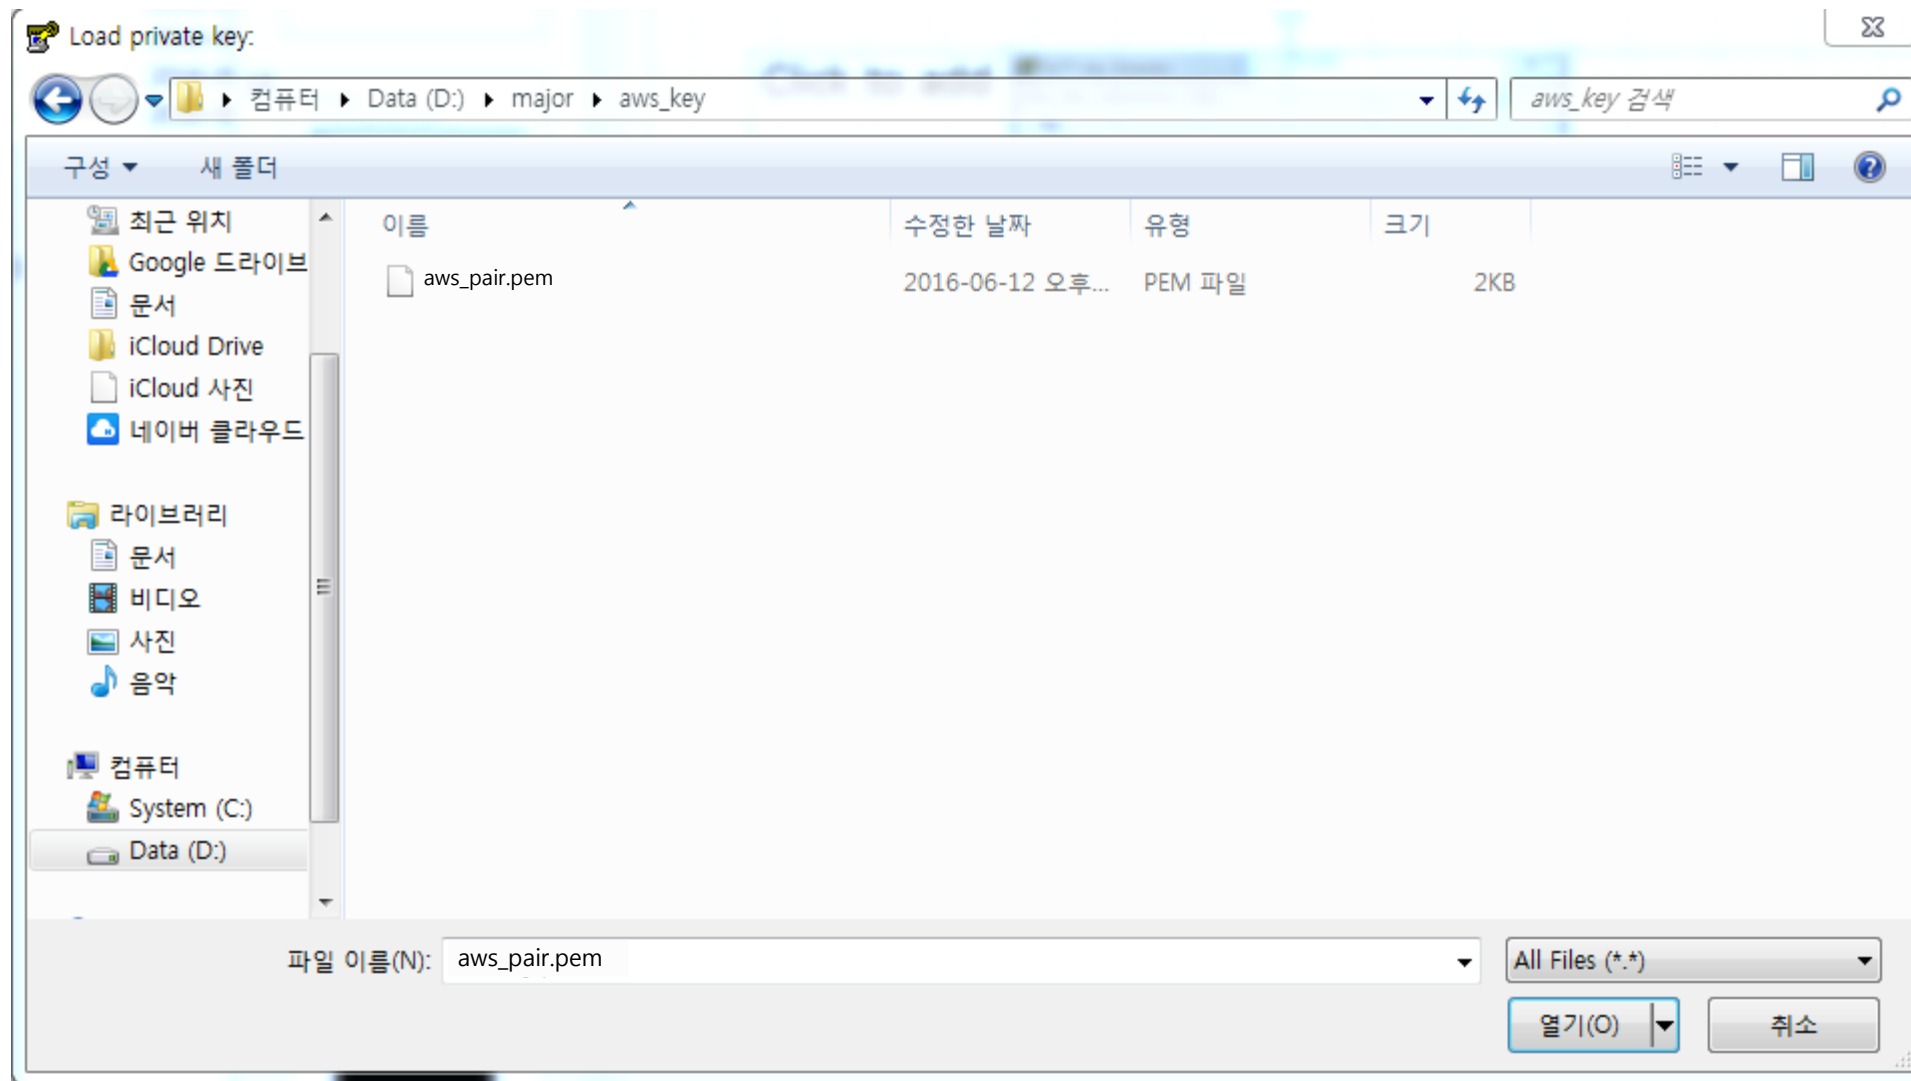 Load private key:
컴퓨터 Data (D:) major aws_key
aws_key 검색
구성 새 폴더
최근 위치
Google 드라이브
문서
iCloud Drive
iCloud 사진
네이버 클라우드
라이브러리
문서
비디오
사진
음악
컴퓨터
System (C:)
Data (D:)
이름 수정한 날짜 유형 크기
aws_pair.pem 2016-06-12 오후... PEM 파일 2KB
파일 이름(N): aws_pair.pem
All Files (*.*)
열기(O) 취소